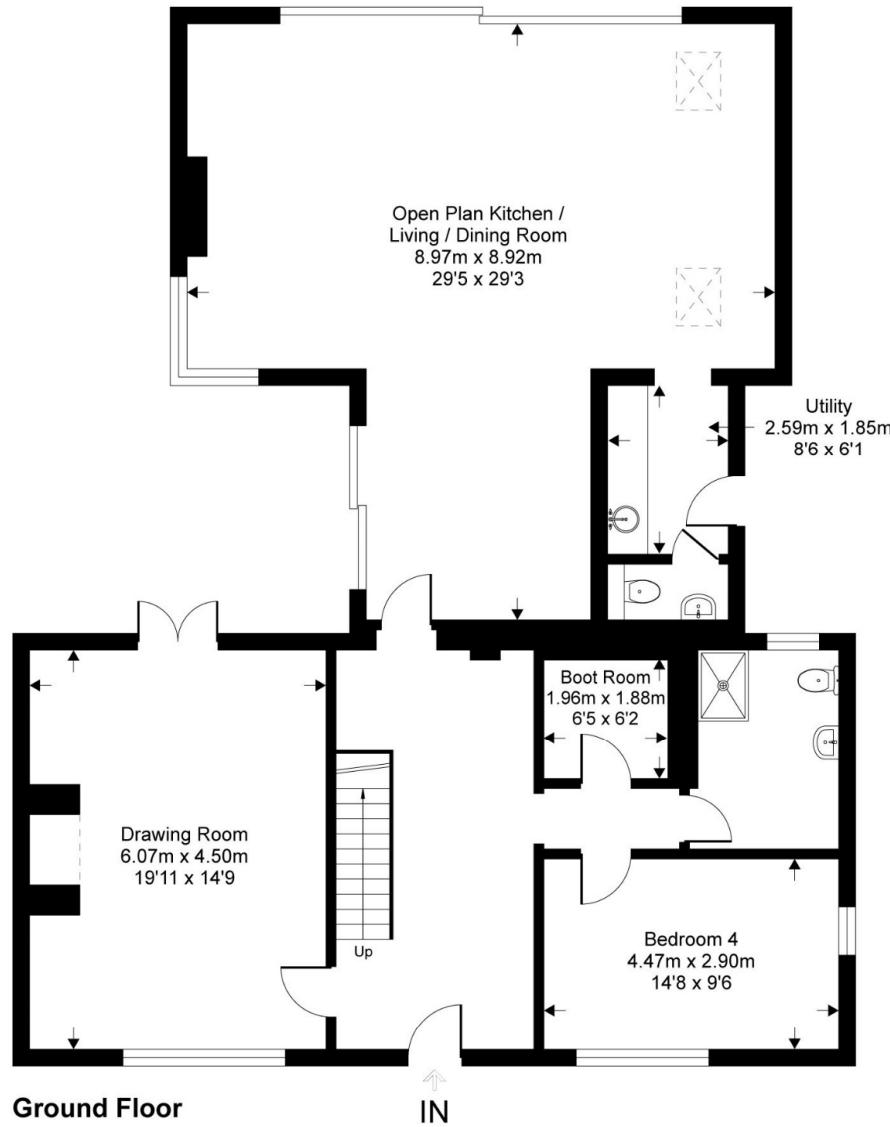 Open Plan Kitchen /
Living / Dining Room
8.97m x 8.92m
29'5 x 29'3
Utility
2.59m x 1.85m
8'6 x 6'1
Boot Room
1.96m x 1.88m
6'5 x 6'2
Drawing Room
6.07m x 4.50m
19'11 x 14'9
Up
Bedroom 4
4.47m x 2.90m
14'8 x 9'6
Ground Floor
IN